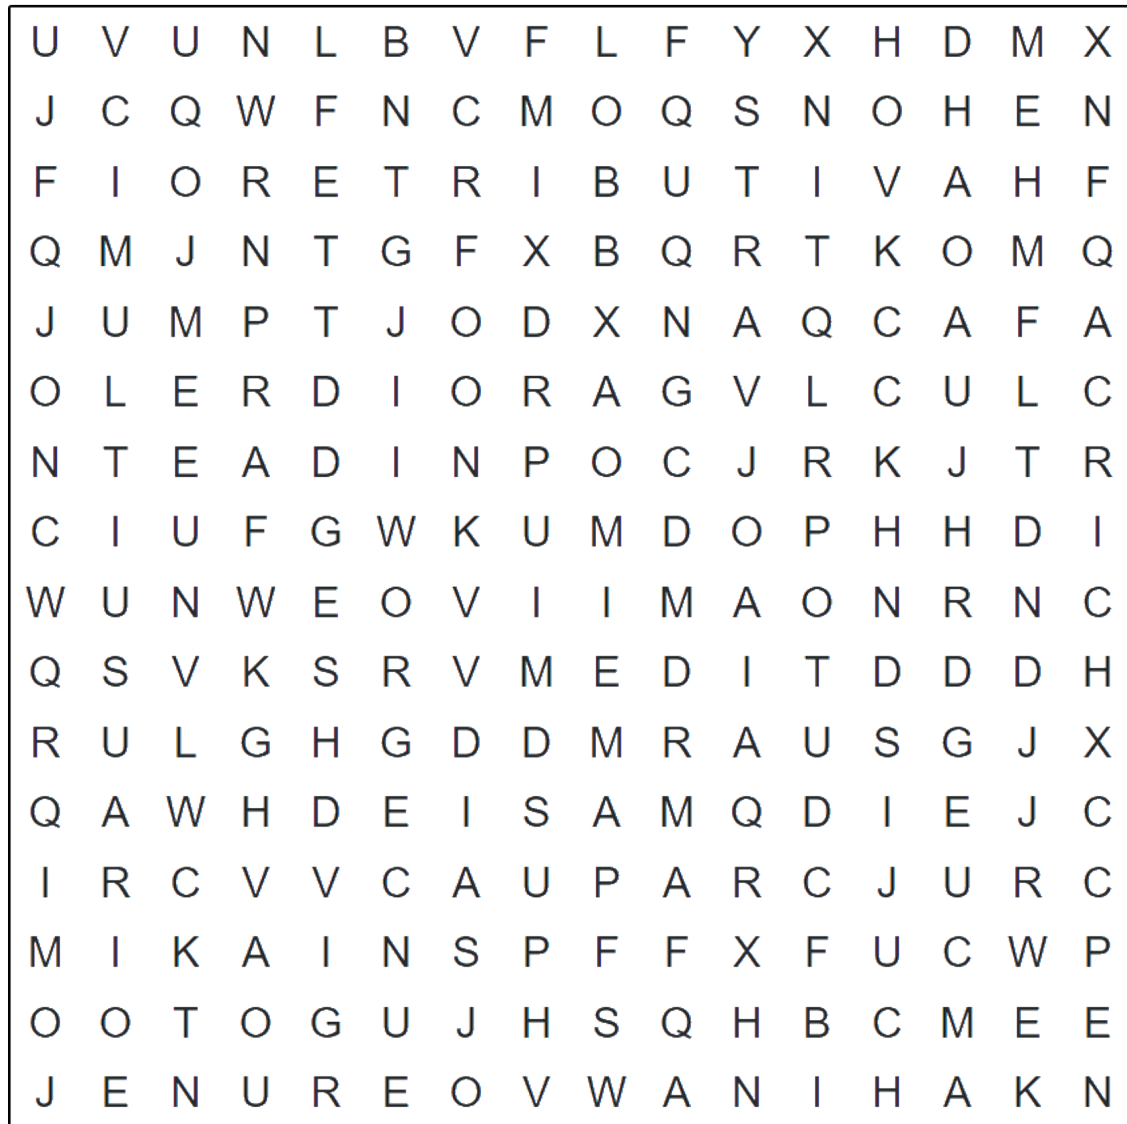 U V U N L B V F L F Y X H D M X
J C Q W F N C M O Q S N O H E N
F I O R E T R I B U T I V A H F
Q M J N T G F X B Q R T K O M Q
J U M P T J O D X N A Q C A F A
O L E R D I O R A G V L C U L C
N T E A D I N P O C J R K J T R
C I U F G W K U M D O P H H D I
W U N W E O V I I M A O N R N C
Q S V K S R V M E D I T D D D H
R U L G H G D D M R A U S G J X
Q A W H D E I S A M Q D I E J C
I R C V V C A U P A R C J U R C
M I K A I N S P F F X F U C W P
O O T O G U J H S Q H B C M E E
J E N U R E O V W A N I H A K N